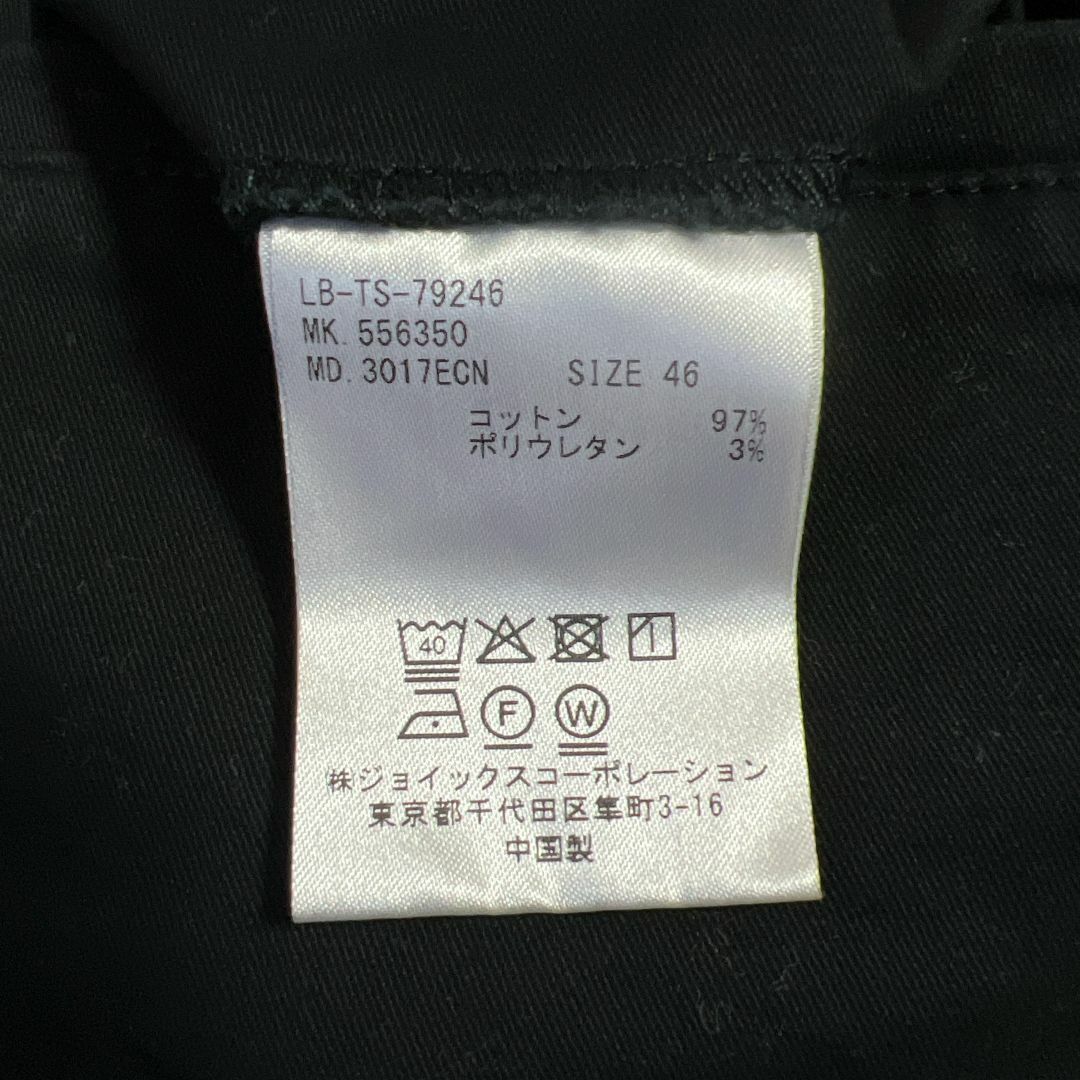 LB-TS-79246
MK. 556350
MD. 3017ECN SIZE 46
コットン 97%
ポリウレタン 3%
40
F W
㈱ジョイックスコーポレーション
東京都千代田区隼町3-16
中国製